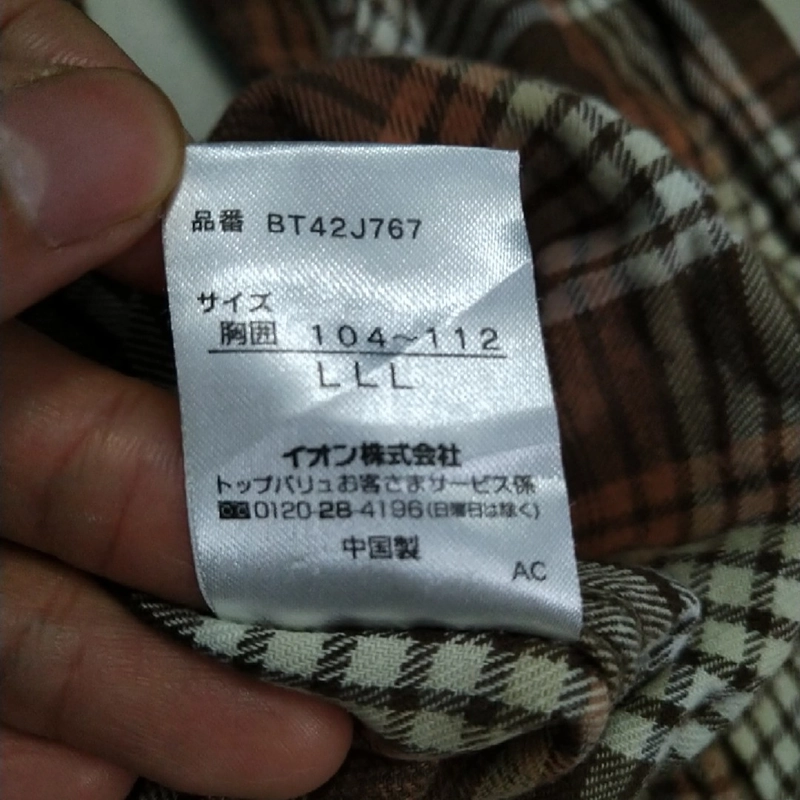 品番 BT42J767
サイズ
胸囲 104~112
LLL
イオン株式会社
トップバリュお客さまサービス係
0120-28-4196(日曜日は除く)
中国製
AC